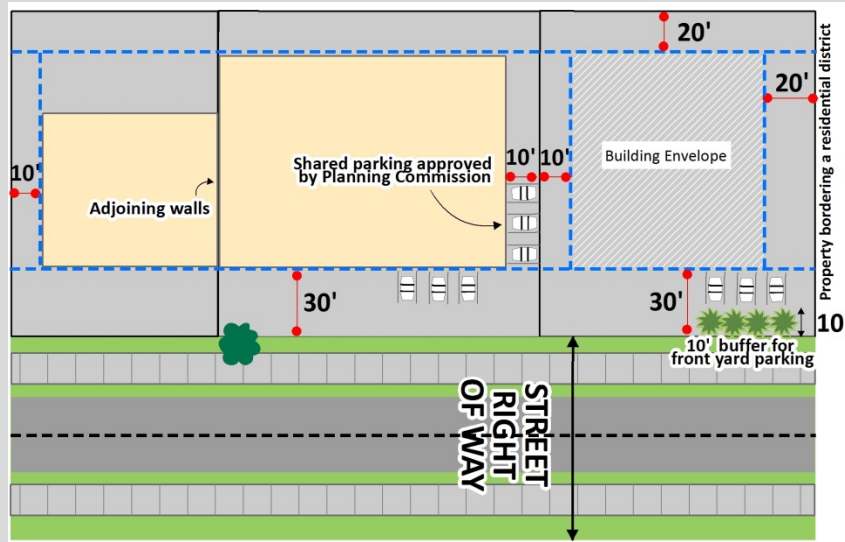 20'
20'
Property bordering a residential district
10'
Adjoining walls
Shared parking approved
by Planning Commission
10'
10'
Building Envelope
30'
30'
10
10' buffer for
front yard parking
STREET
RIGHT
OF WAY